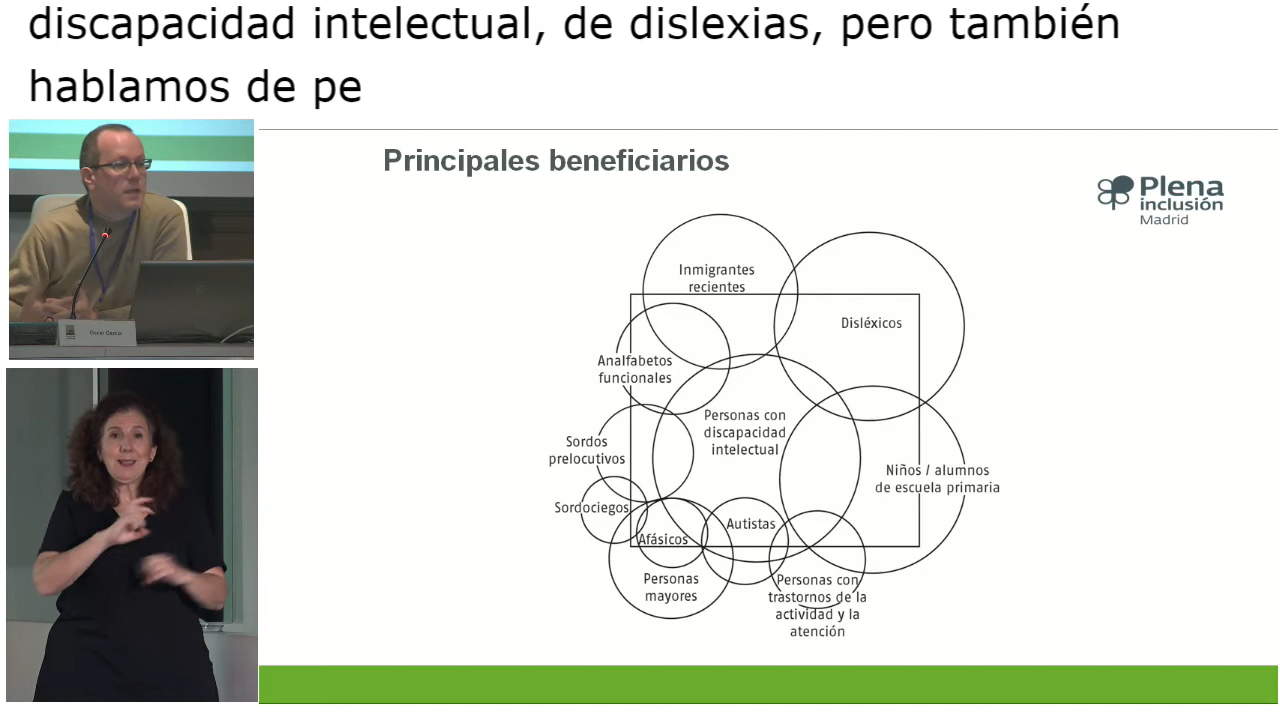 discapacidad intelectual, de dislexias, pero también
hablamos de pe
Principales beneficiarios
Plena
inclusión
Madrid
Inmigrantes
recientes
Disléxicos
Analfabetos
funcionales
Personas con
discapacidad
intelectual
Sordos
prelocutivos
Niños / alumnos
de escuela primaria
Sordociegos
Autistas
Afásicos
Personas
mayores
Personas con
trastornos de la
actividad y la
atención